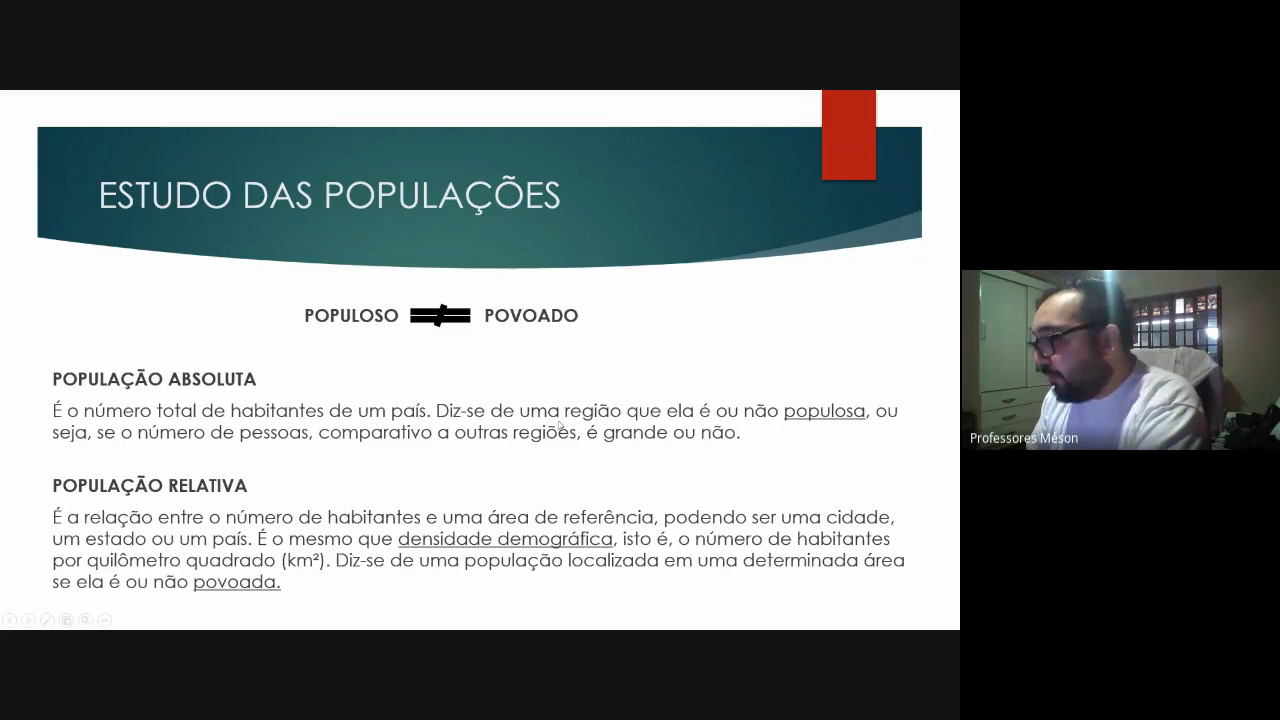 ESTUDO DAS POPULAÇÕES
POPULOSO ≠ POVOADO
POPULAÇÃO ABSOLUTA
É o número total de habitantes de um país. Diz-se de uma região que ela é ou não populosa, ou
seja, se o número de pessoas, comparativo a outras regiões, é grande ou não.
POPULAÇÃO RELATIVA
É a relação entre o número de habitantes e uma área de referência, podendo ser uma cidade,
um estado ou um país. É o mesmo que densidade demográfica, isto é, o número de habitantes
por quilômetro quadrado (km²). Diz-se de uma população localizada em uma determinada área
se ela é ou não povoada.
Professores Méson